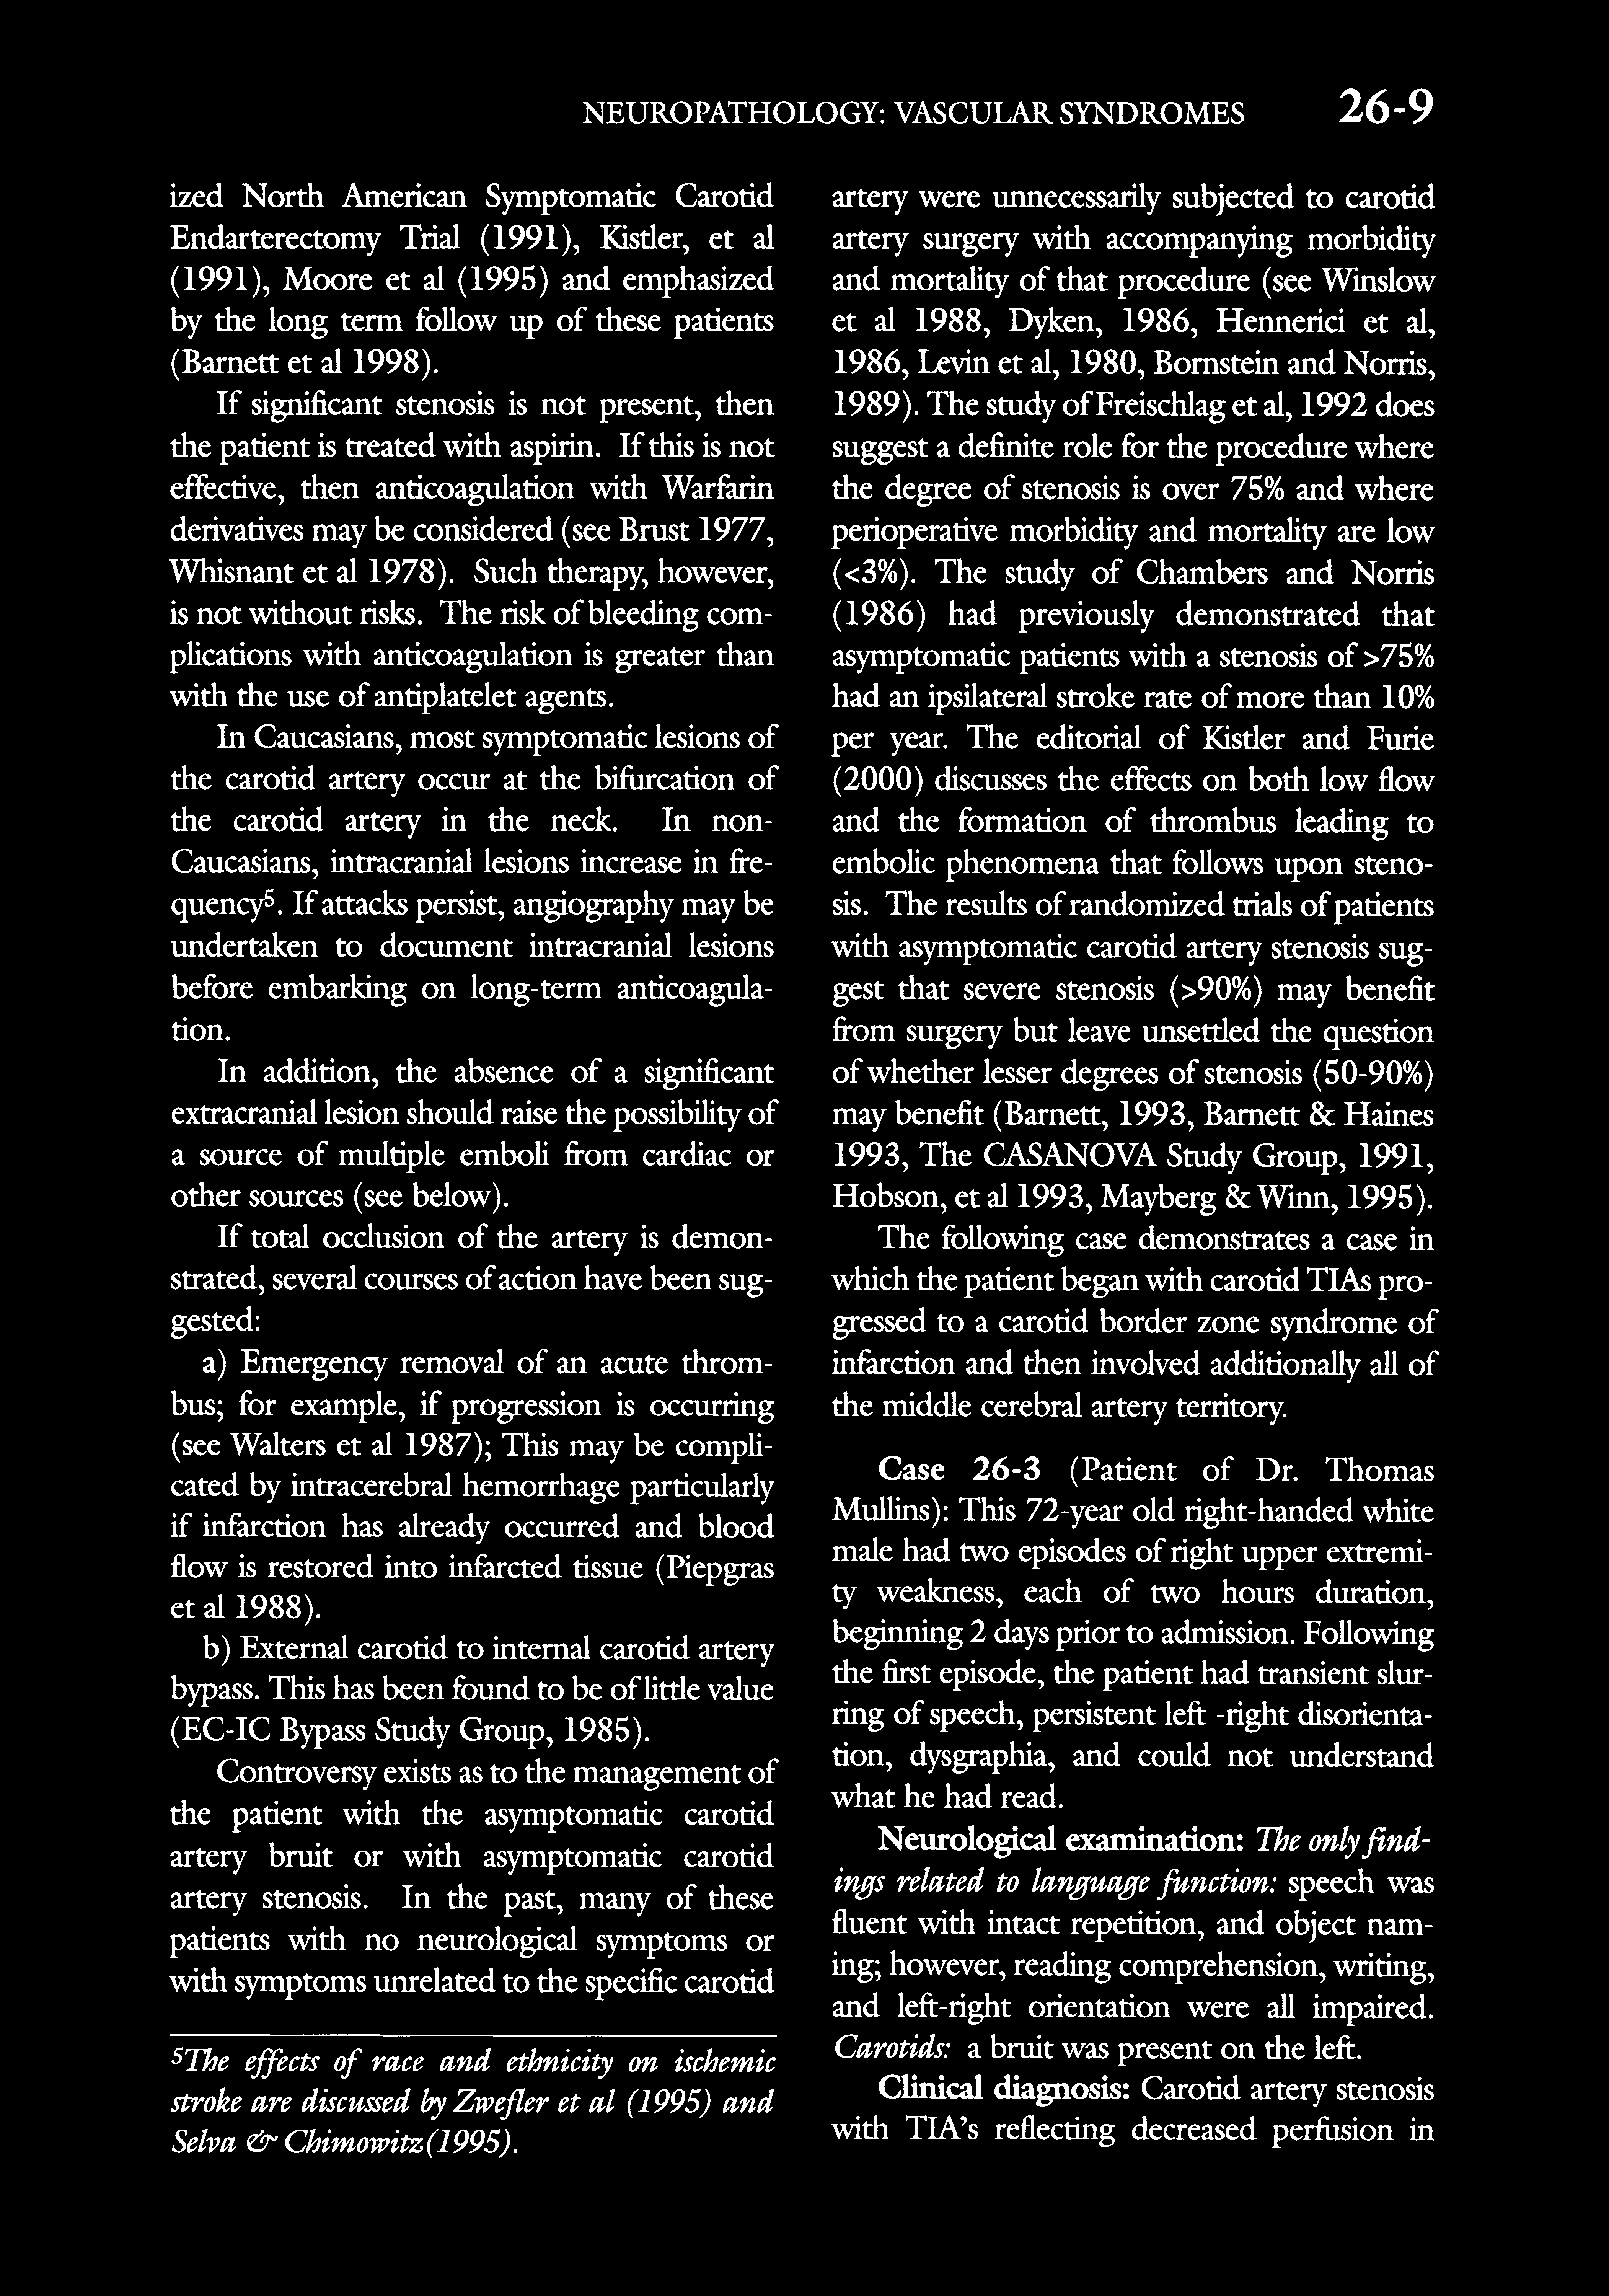 NEUROPATHOLOGY: VASCULAR SYNDROMES 26-9
ized North American Symptomatic Carotid
Endarterectomy Trial (1991), Kistler, et al
(1991), Moore et al (1995) and emphasized
by the long term follow up of these patients
(Barnett et al 1998).
If significant stenosis is not present, then
the patient is treated with aspirin. If this is not
effective, then anticoagulation with Warfarin
derivatives may be considered (see Brust 1977,
Whisnant et al 1978). Such therapy, however,
is not without risks. The risk of bleeding com-
plications with anticoagulation is greater than
with the use of antiplatelet agents.
In Caucasians, most symptomatic lesions of
the carotid artery occur at the bifurcation of
the carotid artery in the neck. In non-
Caucasians, intracranial lesions increase in fre-
quency⁵. If attacks persist, angiography may be
undertaken to document intracranial lesions
before embarking on long-term anticoagula-
tion.
In addition, the absence of a significant
extracranial lesion should raise the possibility of
a source of multiple emboli from cardiac or
other sources (see below).
If total occlusion of the artery is demon-
strated, several courses of action have been sug-
gested:
a) Emergency removal of an acute throm-
bus; for example, if progression is occurring
(see Walters et al 1987); This may be compli-
cated by intracerebral hemorrhage particularly
if infarction has already occurred and blood
flow is restored into infarcted tissue (Piepgras
et al 1988).
b) External carotid to internal carotid artery
bypass. This has been found to be of little value
(EC-IC Bypass Study Group, 1985).
Controversy exists as to the management of
the patient with the asymptomatic carotid
artery bruit or with asymptomatic carotid
artery stenosis. In the past, many of these
patients with no neurological symptoms or
with symptoms unrelated to the specific carotid
⁵The effects of race and ethnicity on ischemic
stroke are discussed by Zwefler et al (1995) and
Selva & Chimowitz(1995).
artery were unnecessarily subjected to carotid
artery surgery with accompanying morbidity
and mortality of that procedure (see Winslow
et al 1988, Dyken, 1986, Hennerici et al,
1986, Levin et al, 1980, Bornstein and Norris,
1989). The study of Freischlag et al, 1992 does
suggest a definite role for the procedure where
the degree of stenosis is over 75% and where
perioperative morbidity and mortality are low
(<3%). The study of Chambers and Norris
(1986) had previously demonstrated that
asymptomatic patients with a stenosis of >75%
had an ipsilateral stroke rate of more than 10%
per year. The editorial of Kistler and Furie
(2000) discusses the effects on both low flow
and the formation of thrombus leading to
embolic phenomena that follows upon steno-
sis. The results of randomized trials of patients
with asymptomatic carotid artery stenosis sug-
gest that severe stenosis (>90%) may benefit
from surgery but leave unsettled the question
of whether lesser degrees of stenosis (50-90%)
may benefit (Barnett, 1993, Barnett & Haines
1993, The CASANOVA Study Group, 1991,
Hobson, et al 1993, Mayberg & Winn, 1995).
The following case demonstrates a case in
which the patient began with carotid TIAs pro-
gressed to a carotid border zone syndrome of
infarction and then involved additionally all of
the middle cerebral artery territory.
Case 26-3 (Patient of Dr. Thomas
Mullins): This 72-year old right-handed white
male had two episodes of right upper extremi-
ty weakness, each of two hours duration,
beginning 2 days prior to admission. Following
the first episode, the patient had transient slur-
ring of speech, persistent left -right disorienta-
tion, dysgraphia, and could not understand
what he had read.
Neurological examination: The only find-
ings related to language function: speech was
fluent with intact repetition, and object nam-
ing; however, reading comprehension, writing,
and left-right orientation were all impaired.
Carotids: a bruit was present on the left.
Clinical diagnosis: Carotid artery stenosis
with TIA's reflecting decreased perfusion in